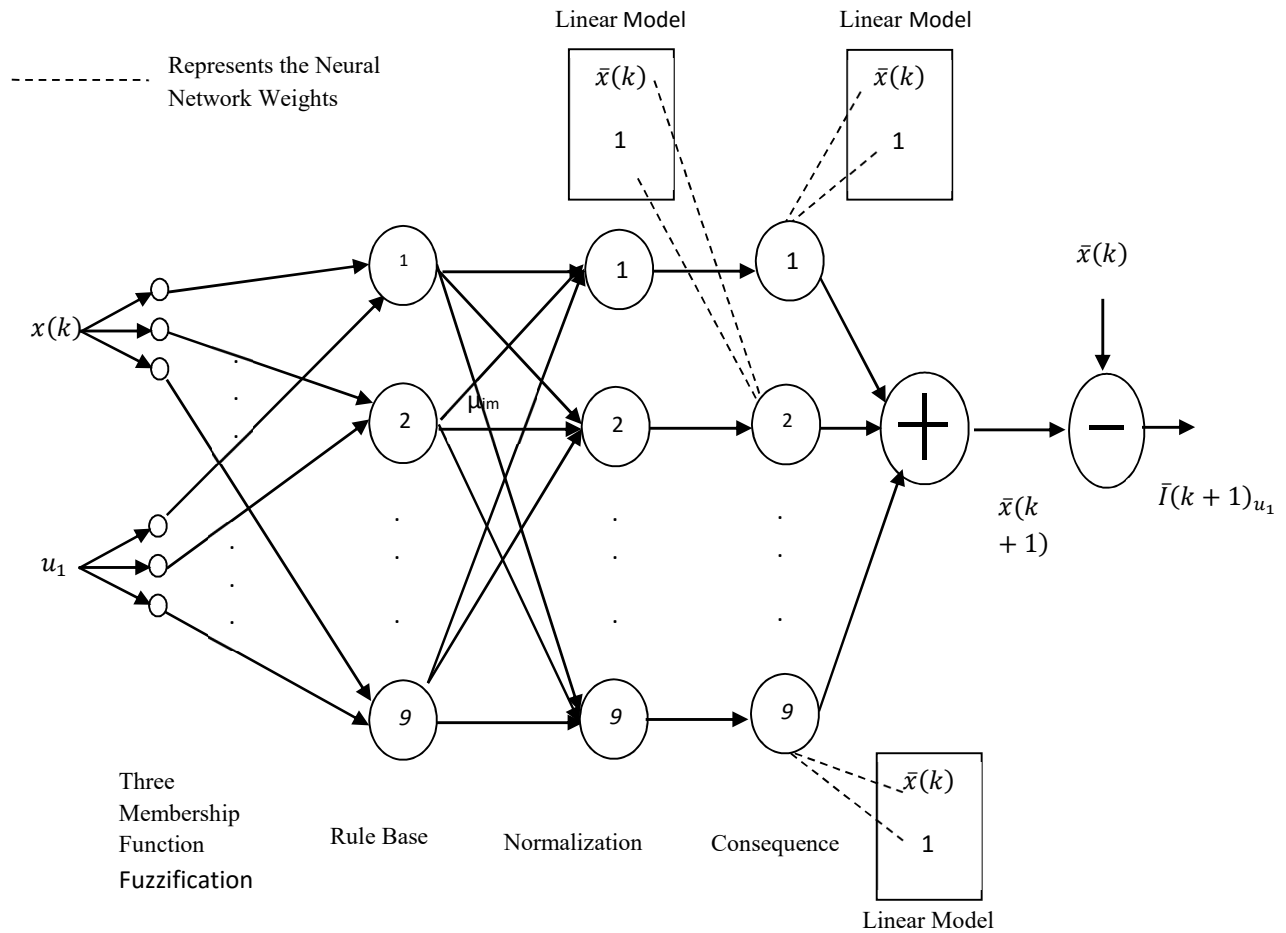 Linear Model
Linear Model
Represents the Neural
Network Weights
x̄(k)
1
x̄(k)
1
1
1
1
x̄(k)
x(k)
.
.
.
2
μim
2
2
+
−
x̄(k
+ 1)
Ī(k + 1)u₁
u₁
.
.
.
.
.
.
.
.
.
.
.
.
9
9
9
Three
Membership
Function
Fuzzification
Rule Base
Normalization
Consequence
x̄(k)
1
Linear Model